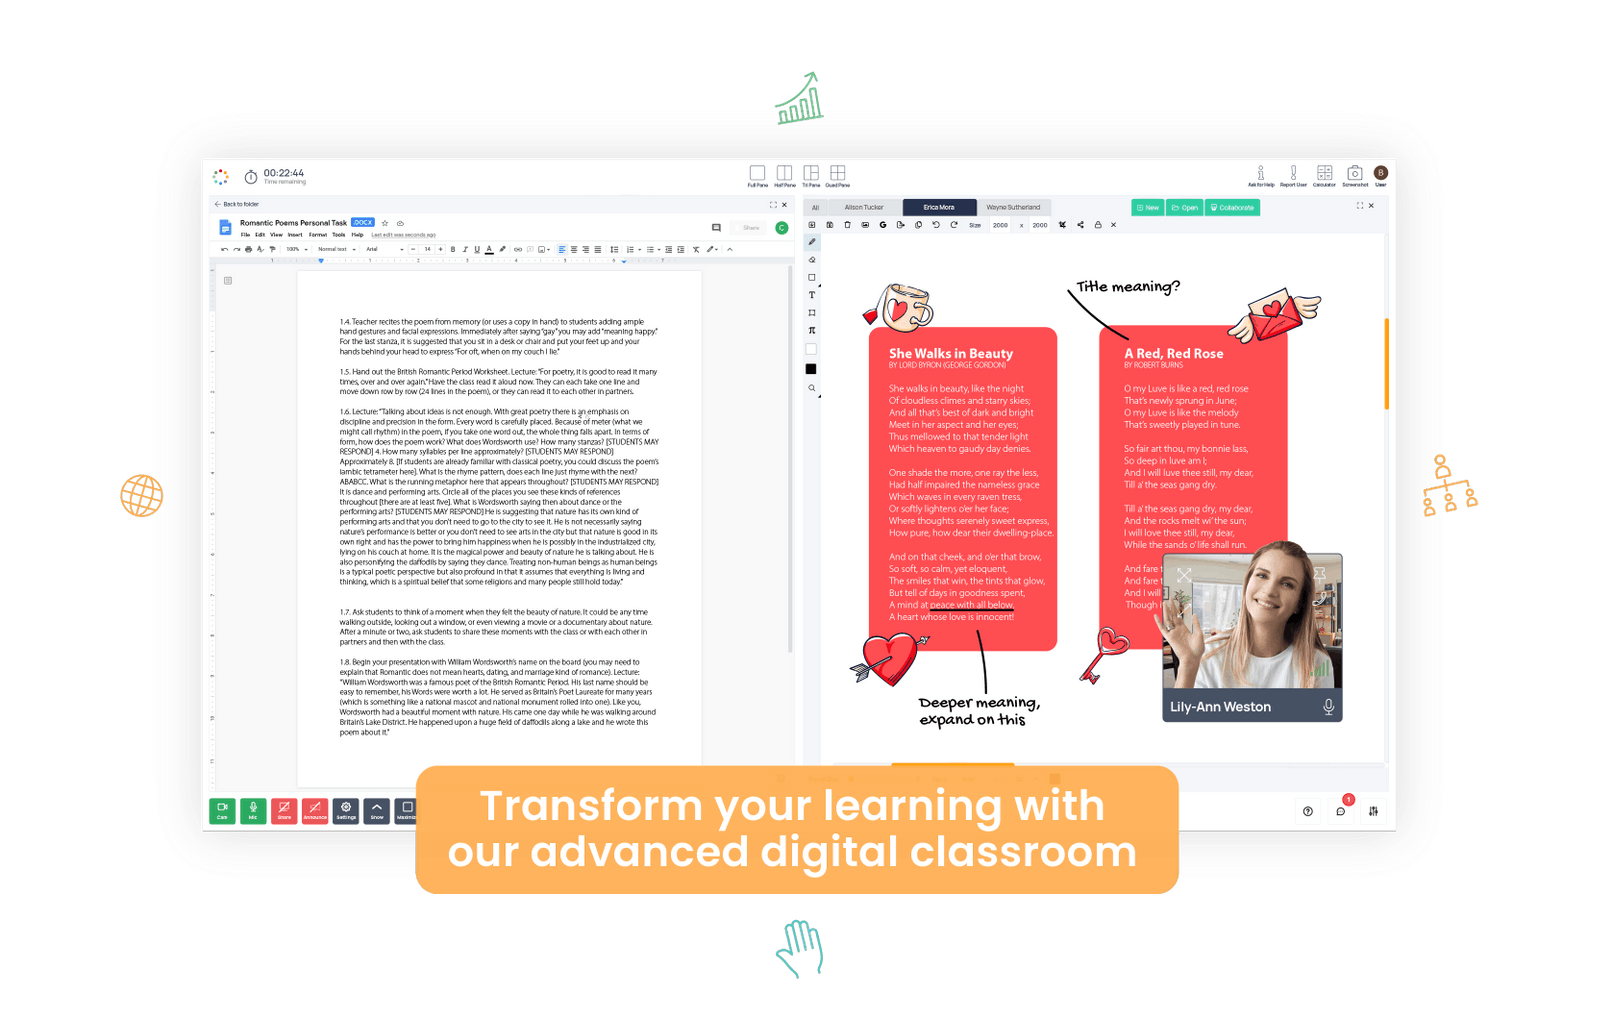 00:22:44
Time remaining
Full Pane
Half Pane
Tri Pane
Quad Pane
Ask for Help
Report User
Calculator
Screenshot
B
User
Back to folder
Romantic Poems Personal Task
.DOCX
File Edit View Insert Format Tools Help Last edit was seconds ago
Share
C
100% Normal text Arial 14 B I U A
1.4. Teacher recites the poem from memory (or uses a copy in hand) to students adding ample
hand gestures and facial expressions. Immediately after saying "gay" you may add "meaning happy."
For the last stanza, it is suggested that you sit in a desk or chair and put your feet up and your
hands behind your head to express "For oft, when on my couch I lie."
1.5. Hand out the British Romantic Period Worksheet. Lecture: "For poetry, it is good to read it many
times, over and over again." Have the class read it aloud now. They can each take one line and
move down row by row (24 lines in the poem), or they can read it to each other in partners.
1.6. Lecture: "Talking about ideas is not enough. With great poetry there is an emphasis on
discipline and precision in the form. Every word is carefully placed. Because of meter (what we
might call rhythm) in the poem, if you take one word out, the whole thing falls apart. In terms of
form, how does the poem work? What does Wordsworth use? How many stanzas? [STUDENTS MAY
RESPOND] 4. How many syllables per line approximately? [STUDENTS MAY RESPOND]
Approximately 8. [If students are already familiar with classical poetry, you could discuss the poem's
iambic tetrameter here]. What is the rhyme pattern, does each line just rhyme with the next?
ABABCC. What is the running metaphor here that appears throughout? [STUDENTS MAY RESPOND]
It is dance and performing arts. Circle all of the places you see these kinds of references
throughout [there are at least five]. What is Wordsworth saying then about dance or the
performing arts? [STUDENTS MAY RESPOND] He is suggesting that nature has its own kind of
performing arts and that you don't need to go to the city to see it. He is not necessarily saying
nature's performance is better or you don't need to see arts in the city but that nature is good in its
own right and has the power to bring him happiness when he is possibly in the industrialized city,
lying on his couch at home. It is the magical power and beauty of nature he is talking about. He is
also personifying the daffodils by saying they dance. Treating non-human beings as human beings
is a typical poetic perspective but also profound in that it assumes that everything is living and
thinking, which is a spiritual belief that some religions and many people still hold today."
1.7. Ask students to think of a moment when they felt the beauty of nature. It could be any time
walking outside, looking out a window, or even viewing a movie or a documentary about nature.
After a minute or two, ask students to share these moments with the class or with each other in
partners and then with the class.
1.8. Begin your presentation with William Wordsworth's name on the board (you may need to
explain that Romantic does not mean hearts, dating, and marriage kind of romance). Lecture:
"William Wordsworth was a famous poet of the British Romantic Period. His last name should be
easy to remember, his Words were worth a lot. He served as Britain's Poet Laureate for many years
(which is something like a national mascot and national monument rolled into one). Like you,
Wordsworth had a beautiful moment with nature. His came one day while he was walking around
Britain's Lake District. He happened upon a huge field of daffodils along a lake and he wrote this
poem about it."
All
Alison Tucker
Erica Mora
Wayne Sutherland
New
Open
Collaborate
Size 2000 x 2000
Title meaning?
She Walks in Beauty
BY LORD BYRON (GEORGE GORDON)
She walks in beauty, like the night
Of cloudless climes and starry skies;
And all that's best of dark and bright
Meet in her aspect and her eyes;
Thus mellowed to that tender light
Which heaven to gaudy day denies.
One shade the more, one ray the less,
Had half impaired the nameless grace
Which waves in every raven tress,
Or softly lightens o'er her face;
Where thoughts serenely sweet express,
How pure, how dear their dwelling-place.
And on that cheek, and o'er that brow,
So soft, so calm, yet eloquent,
The smiles that win, the tints that glow,
But tell of days in goodness spent,
A mind at peace with all below,
A heart whose love is innocent!
Deeper meaning,
expand on this
A Red, Red Rose
BY ROBERT BURNS
O my Luve is like a red, red rose
That's newly sprung in June;
O my Luve is like the melody
That's sweetly played in tune.
So fair art thou, my bonnie lass,
So deep in luve am I;
And I will luve thee still, my dear,
Till a' the seas gang dry.
Till a' the seas gang dry, my dear,
And the rocks melt wi' the sun;
I will love thee still, my dear,
While the sands o' life shall run.
And fare
And fare
And I will
Though
Lily-Ann Weston
Cam
Mic
Share
Announce
Settings
Show
1
Transform your learning with
our advanced digital classroom